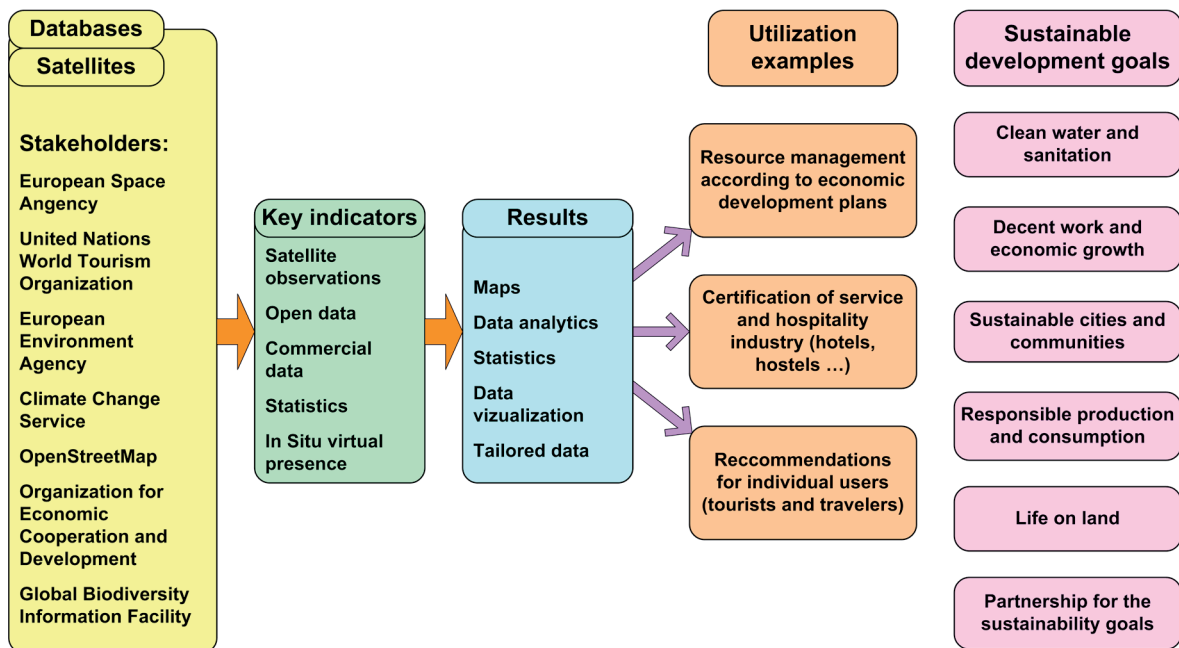 Databases
Satellites
Stakeholders:
European Space
Angency
United Nations
World Tourism
Organization
European
Environment
Agency
Climate Change
Service
OpenStreetMap
Organization for
Economic
Cooperation and
Development
Global Biodiversity
Information Facility
Key indicators
Satellite
observations
Open data
Commercial
data
Statistics
In Situ virtual
presence
Results
Maps
Data analytics
Statistics
Data
vizualization
Tailored data
Utilization
examples
Resource management
according to economic
development plans
Certification of service
and hospitality
industry (hotels,
hostels ...)
Reccommendations
for individual users
(tourists and travelers)
Sustainable
development goals
Clean water and
sanitation
Decent work and
economic growth
Sustainable cities and
communities
Responsible production
and consumption
Life on land
Partnership for the
sustainability goals